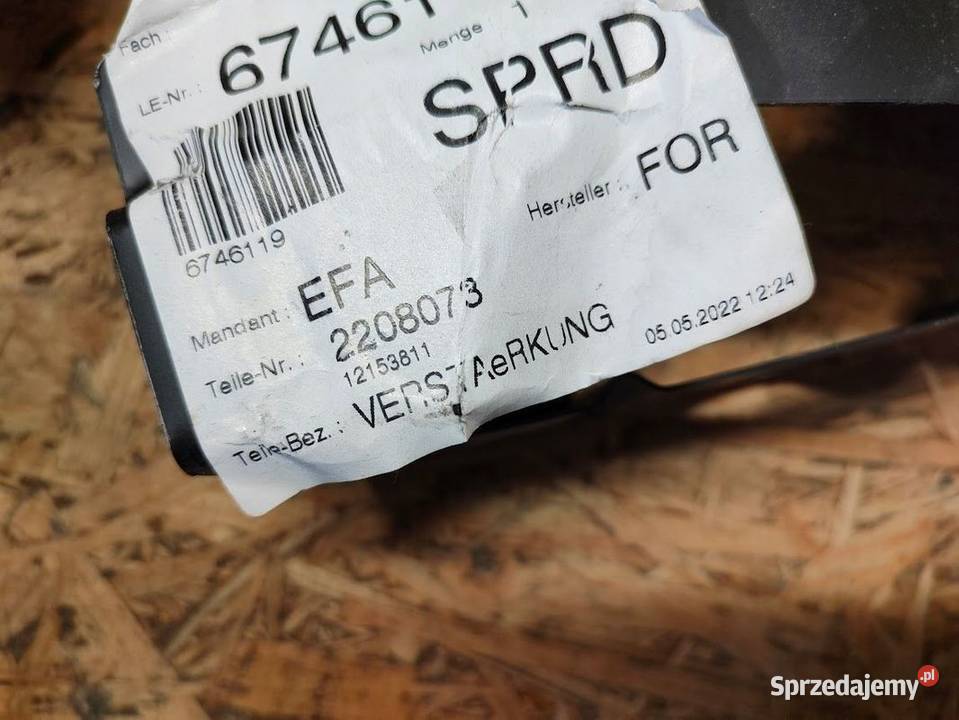 Fach :
LE-Nr. : 67461
Menge 1
SPRD
6746119
Hersteller : FOR
Mandant : EFA
Teile-Nr. : 2208073
12153811
Teile-Bez. : VERSTAeRKUNG
05.05.2022 12:24
Sprzedajemy.pl